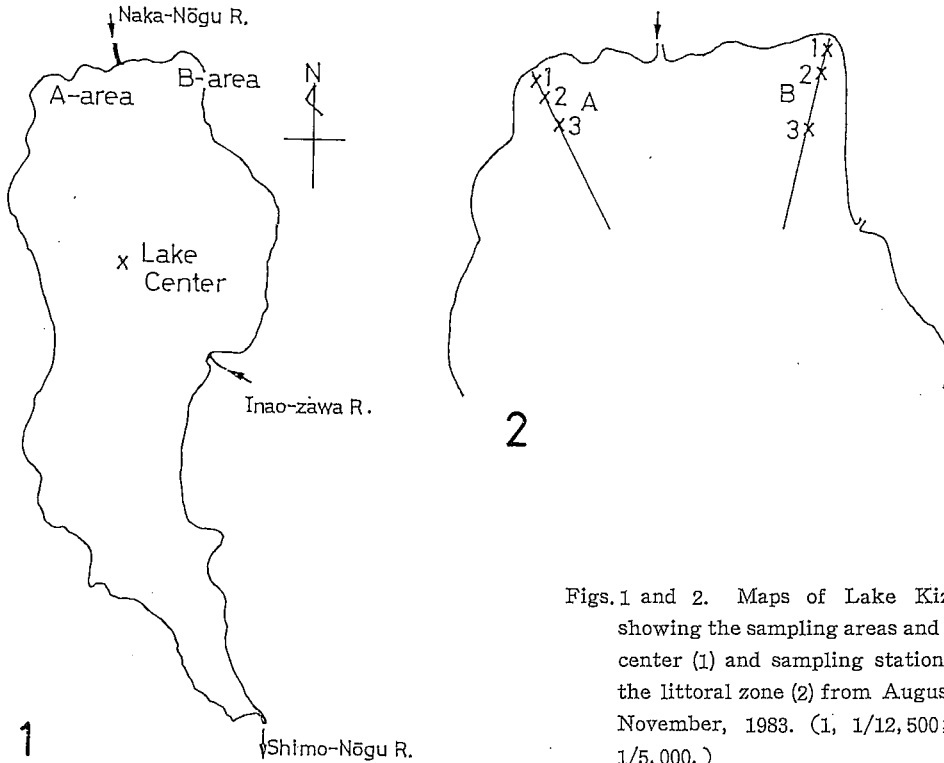 Naka-Nōgu R.
A-area
B-area
N
x Lake
Center
Inao-zawa R.
Shimo-Nōgu R.
1
1
2
A
3
1
2
B
3
2
Figs. 1 and 2. Maps of Lake
showing the sampling areas and
center (1) and sampling station
the littoral zone (2) from
November, 1983. (1, 1/12,500
1/5,000.)